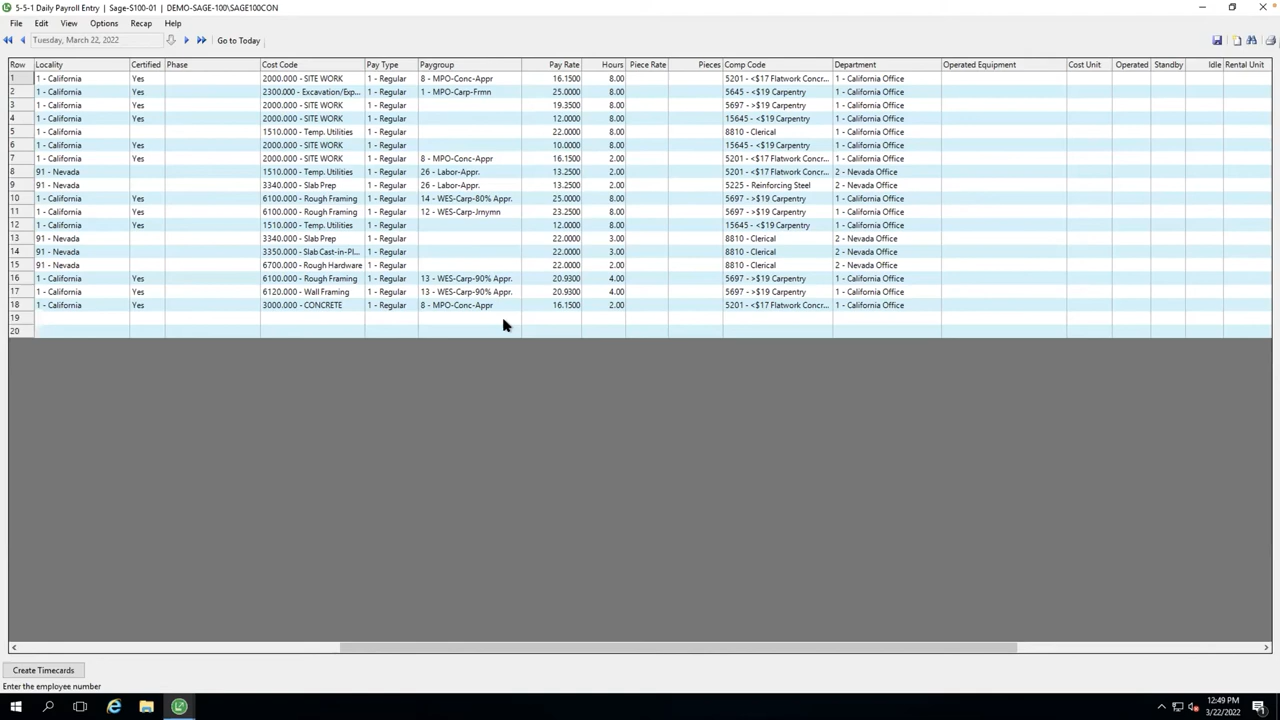 5-5-1 Daily Payroll Entry | Sage-S100-01 | DEMO-SAGE-100\SAGE100CON
File Edit View Options Recap Help
Tuesday, March 22, 2022 Go to Today
Row Locality Certified Phase Cost Code Pay Type Paygroup Pay Rate Hours Piece Rate Pieces Comp Code Department Operated Equipment Cost Unit Operated Standby Idle Rental Unit
1 1 - California Yes 2000.000 - SITE WORK 1 - Regular 8 - MPO-Conc-Appr 16.1500 8.00 5201 - <$17 Flatwork Concr... 1 - California Office
2 1 - California Yes 2300.000 - Excavation/Exp... 1 - Regular 1 - MPO-Carp-Frmn 25.0000 8.00 5645 - <$19 Carpentry 1 - California Office
3 1 - California Yes 2000.000 - SITE WORK 1 - Regular 19.3500 8.00 5697 - >$19 Carpentry 1 - California Office
4 1 - California Yes 2000.000 - SITE WORK 1 - Regular 12.0000 8.00 15645 - <$19 Carpentry 1 - California Office
5 1 - California 1510.000 - Temp. Utilities 1 - Regular 22.0000 8.00 8810 - Clerical 1 - California Office
6 1 - California Yes 2000.000 - SITE WORK 1 - Regular 10.0000 8.00 15645 - <$19 Carpentry 1 - California Office
7 1 - California Yes 2000.000 - SITE WORK 1 - Regular 8 - MPO-Conc-Appr 16.1500 2.00 5201 - <$17 Flatwork Concr... 1 - California Office
8 91 - Nevada 1510.000 - Temp. Utilities 1 - Regular 26 - Labor-Appr. 13.2500 2.00 5201 - <$17 Flatwork Concr... 2 - Nevada Office
9 91 - Nevada 3340.000 - Slab Prep 1 - Regular 26 - Labor-Appr. 13.2500 2.00 5225 - Reinforcing Steel 2 - Nevada Office
10 1 - California Yes 6100.000 - Rough Framing 1 - Regular 14 - WES-Carp-80% Appr. 25.0000 8.00 5697 - >$19 Carpentry 1 - California Office
11 1 - California Yes 6100.000 - Rough Framing 1 - Regular 12 - WES-Carp-Jrnymn 23.2500 8.00 5697 - >$19 Carpentry 1 - California Office
12 1 - California Yes 1510.000 - Temp. Utilities 1 - Regular 12.0000 8.00 15645 - <$19 Carpentry 1 - California Office
13 91 - Nevada 3340.000 - Slab Prep 1 - Regular 22.0000 3.00 8810 - Clerical 2 - Nevada Office
14 91 - Nevada 3350.000 - Slab Cast-in-Pl... 1 - Regular 22.0000 3.00 8810 - Clerical 2 - Nevada Office
15 91 - Nevada 6700.000 - Rough Hardware 1 - Regular 22.0000 2.00 8810 - Clerical 2 - Nevada Office
16 1 - California Yes 6100.000 - Rough Framing 1 - Regular 13 - WES-Carp-90% Appr. 20.9300 4.00 5697 - >$19 Carpentry 1 - California Office
17 1 - California Yes 6120.000 - Wall Framing 1 - Regular 13 - WES-Carp-90% Appr. 20.9300 4.00 5697 - >$19 Carpentry 1 - California Office
18 1 - California Yes 3000.000 - CONCRETE 1 - Regular 8 - MPO-Conc-Appr 16.1500 2.00 5201 - <$17 Flatwork Concr... 1 - California Office
19
20
Create Timecards
Enter the employee number
12:49 PM
3/22/2022